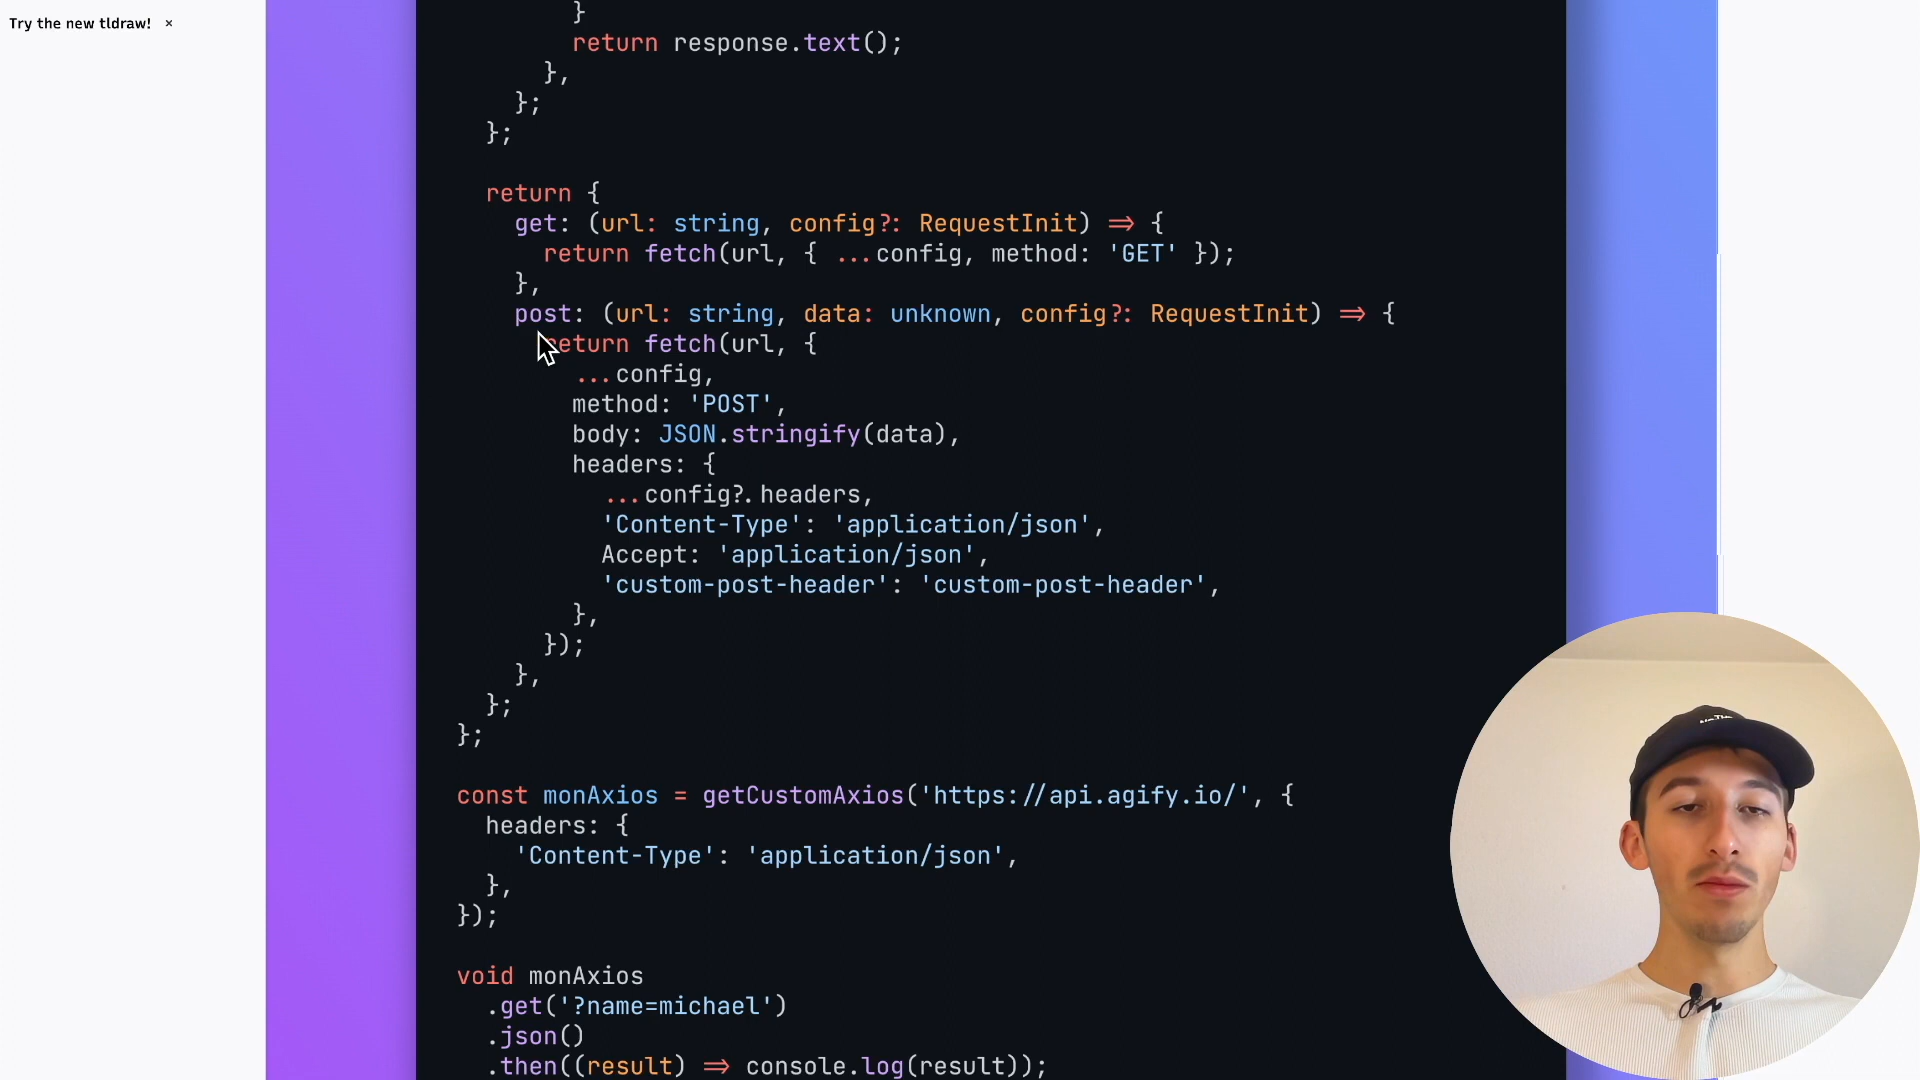 Try the new tldraw! ×
}
return response.text();
},
};
};
return {
get: (url: string, config?: RequestInit) => {
return fetch(url, { ...config, method: 'GET' });
},
post: (url: string, data: unknown, config?: RequestInit) => {
return fetch(url, {
...config,
method: 'POST',
body: JSON.stringify(data),
headers: {
...config?.headers,
'Content-Type': 'application/json',
Accept: 'application/json',
'custom-post-header': 'custom-post-header',
},
});
},
};
};
const monAxios = getCustomAxios('https://api.agify.io/', {
headers: {
'Content-Type': 'application/json',
},
});
void monAxios
.get('?name=michael')
.json()
.then((result) => console.log(result));